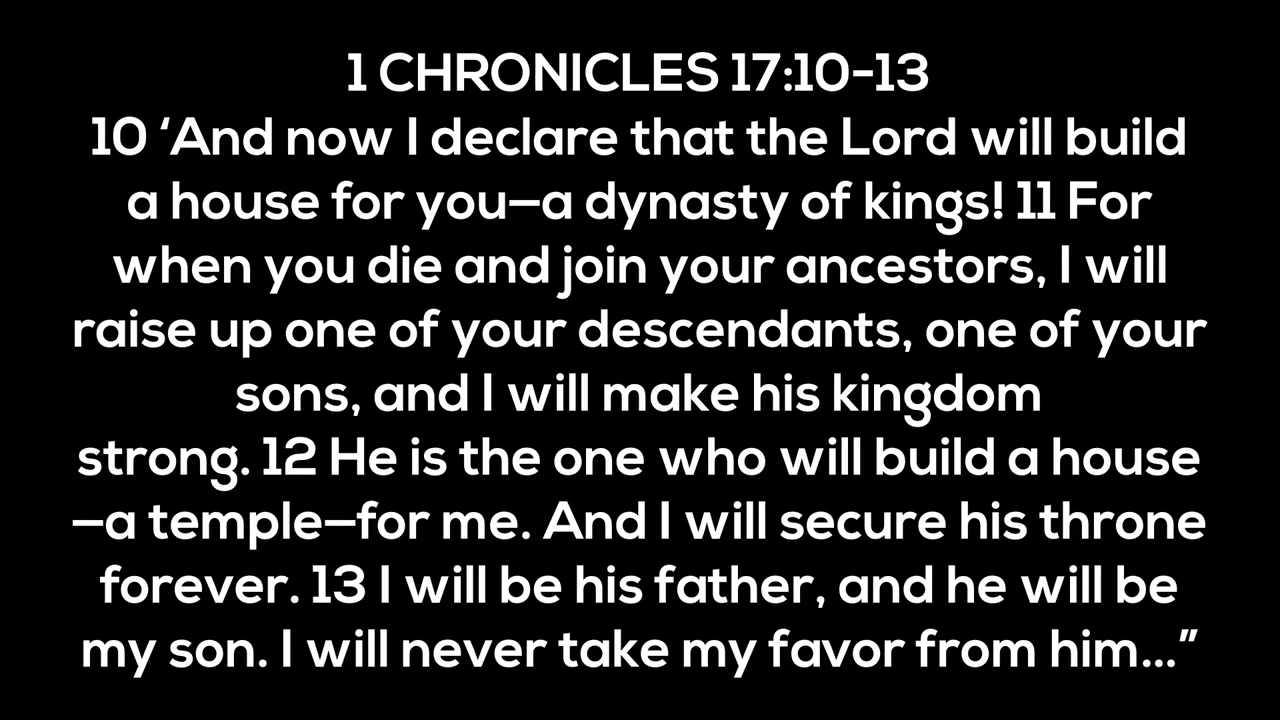 1 CHRONICLES 17:10-13
10 ‘And now I declare that the Lord will build
a house for you—a dynasty of kings! 11 For
when you die and join your ancestors, I will
raise up one of your descendants, one of your
sons, and I will make his kingdom
strong. 12 He is the one who will build a house
—a temple—for me. And I will secure his throne
forever. 13 I will be his father, and he will be
my son. I will never take my favor from him...”